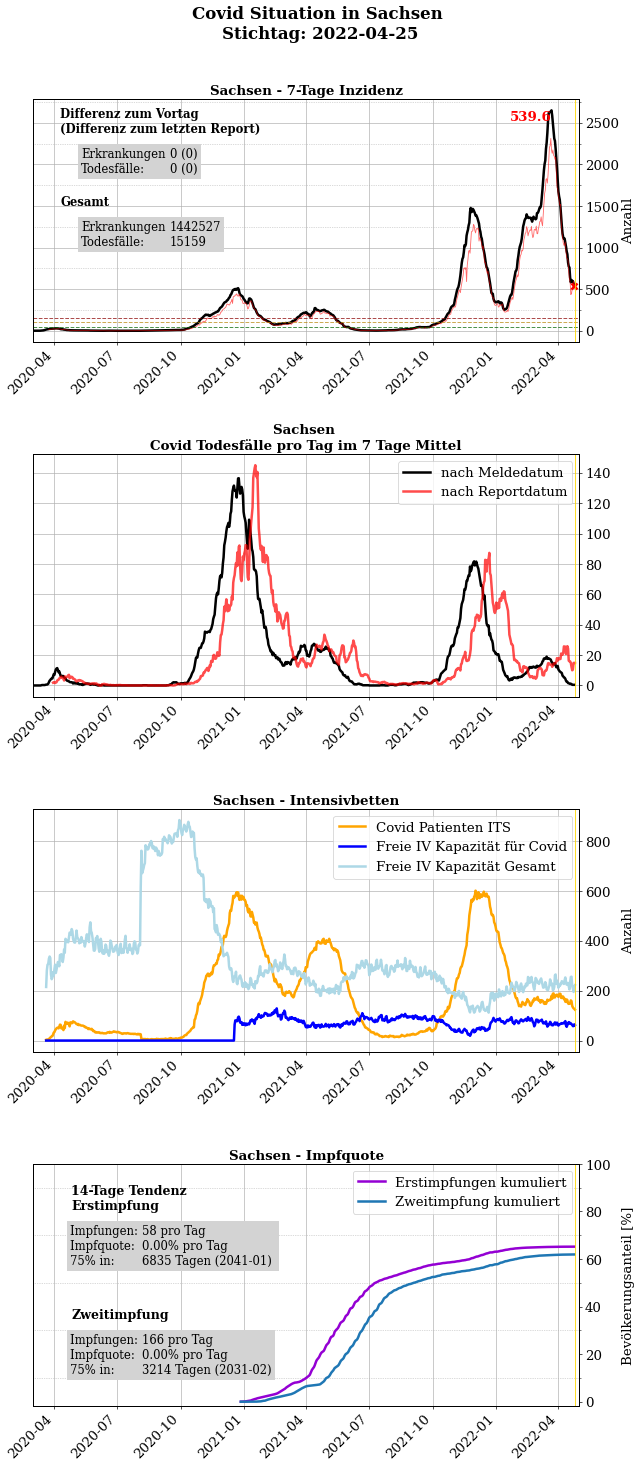 Covid Situation in Sachsen
Stichtag: 2022-04-25
Sachsen - 7-Tage Inzidenz
Differenz zum Vortag
(Differenz zum letzten Report)
Erkrankungen 0 (0)
Todesfälle: 0 (0)
Gesamt
Erkrankungen 1442527
Todesfälle: 15159
539.6
2500
2000
1500
1000
500
0
Anzahl
2020-04 2020-07 2020-10 2021-01 2021-04 2021-07 2021-10 2022-01 2022-04
Sachsen
Covid Todesfälle pro Tag im 7 Tage Mittel
nach Meldedatum
nach Reportdatum
140
120
100
80
60
40
20
0
2020-04 2020-07 2020-10 2021-01 2021-04 2021-07 2021-10 2022-01 2022-04
Sachsen - Intensivbetten
Covid Patienten ITS
Freie IV Kapazität für Covid
Freie IV Kapazität Gesamt
800
600
400
200
0
Anzahl
2020-04 2020-07 2020-10 2021-01 2021-04 2021-07 2021-10 2022-01 2022-04
Sachsen - Impfquote
14-Tage Tendenz
Erstimpfung
Impfungen: 58 pro Tag
Impfquote: 0.00% pro Tag
75% in: 6835 Tagen (2041-01)
Zweitimpfung
Impfungen: 166 pro Tag
Impfquote: 0.00% pro Tag
75% in: 3214 Tagen (2031-02)
Erstimpfungen kumuliert
Zweitimpfung kumuliert
100
80
60
40
20
0
Bevölkerungsanteil [%]
2020-04 2020-07 2020-10 2021-01 2021-04 2021-07 2021-10 2022-01 2022-04